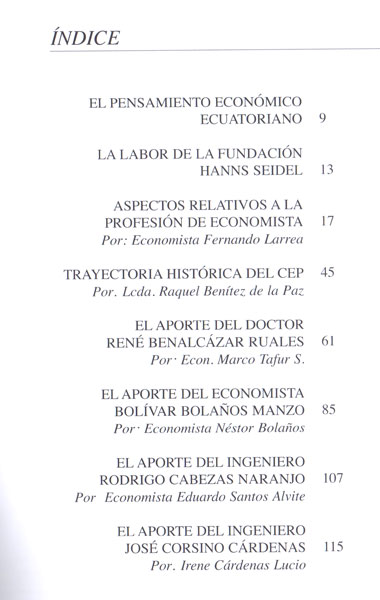 ÍNDICE
EL PENSAMIENTO ECONÓMICO
ECUATORIANO 9
LA LABOR DE LA FUNDACIÓN
HANNS SEIDEL 13
ASPECTOS RELATIVOS A LA
PROFESIÓN DE ECONOMISTA 17
Por: Economista Fernando Larrea
TRAYECTORIA HISTÓRICA DEL CEP 45
Por. Lcda. Raquel Benítez de la Paz
EL APORTE DEL DOCTOR
RENÉ BENALCÁZAR RUALES 61
Por· Econ. Marco Tafur S.
EL APORTE DEL ECONOMISTA
BOLÍVAR BOLAÑOS MANZO 85
Por· Economista Néstor Bolaños
EL APORTE DEL INGENIERO
RODRIGO CABEZAS NARANJO 107
Por Economista Eduardo Santos Alvite
EL APORTE DEL INGENIERO
JOSÉ CORSINO CÁRDENAS 115
Por. Irene Cárdenas Lucio